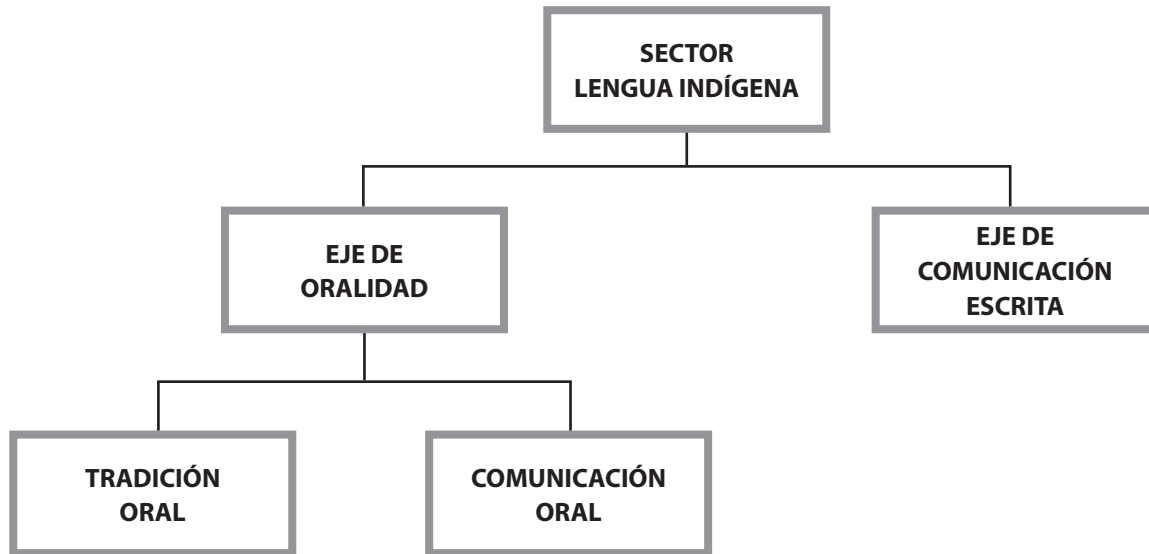 SECTOR
LENGUA INDÍGENA
EJE DE
ORALIDAD
EJE DE
COMUNICACIÓN
ESCRITA
TRADICIÓN
ORAL
COMUNICACIÓN
ORAL